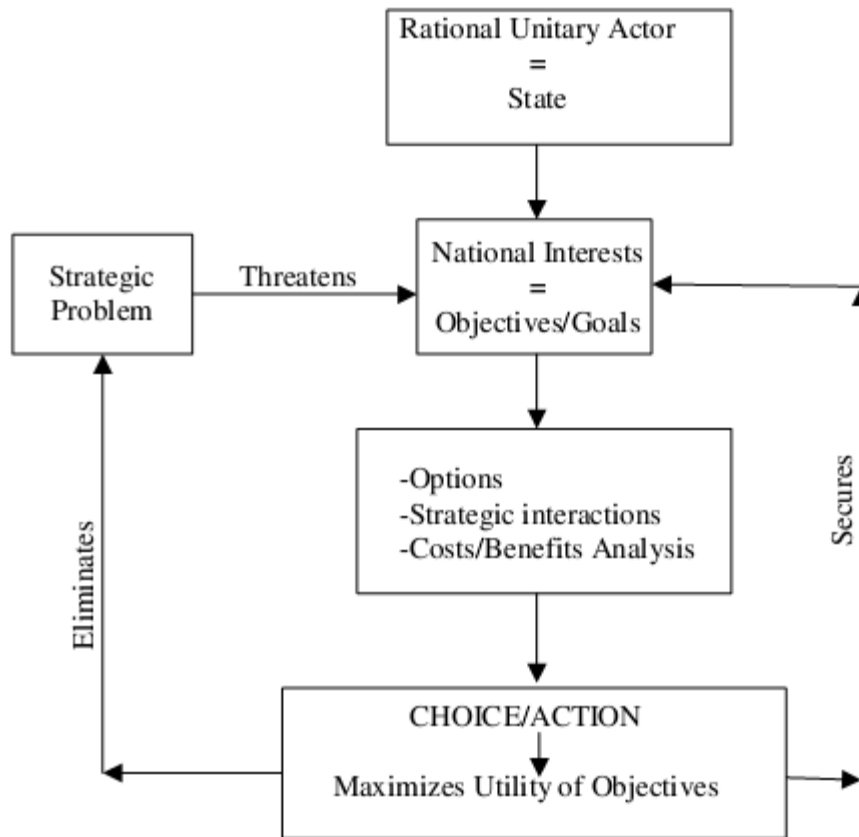 Rational Unitary Actor
=
State
Strategic
Problem
Threatens
National Interests
=
Objectives/Goals
-Options
-Strategic interactions
-Costs/Benefits Analysis
Secures
Eliminates
CHOICE/ACTION
Maximizes Utility of Objectives